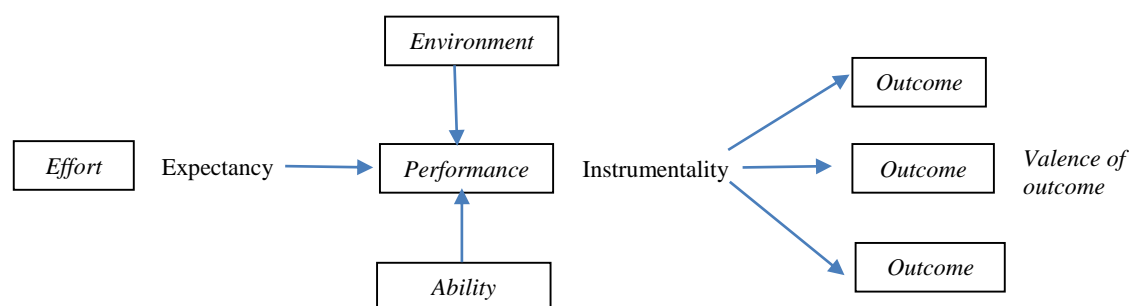 Environment
Outcome
Effort
Expectancy
Performance
Instrumentality
Outcome
Valence of
outcome
Ability
Outcome